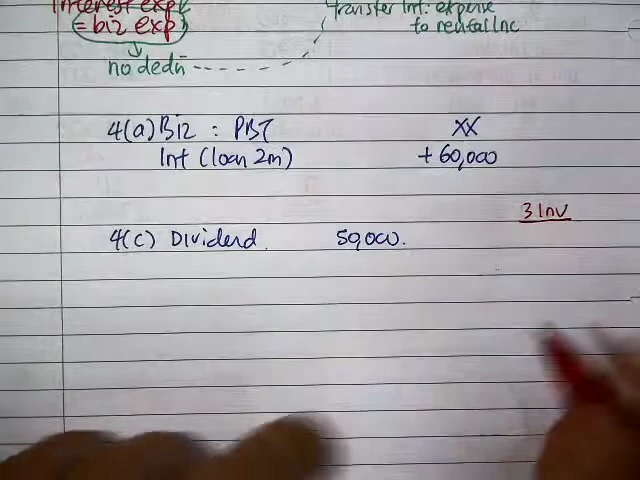 Interest exp
(= biz exp)
transfer Int: expense
to rental Inc
no dedn
4(a) Biz : PBT XX
Int (loan 2m) +60,000
3 Inv
4(c) Dividend. 50,000.